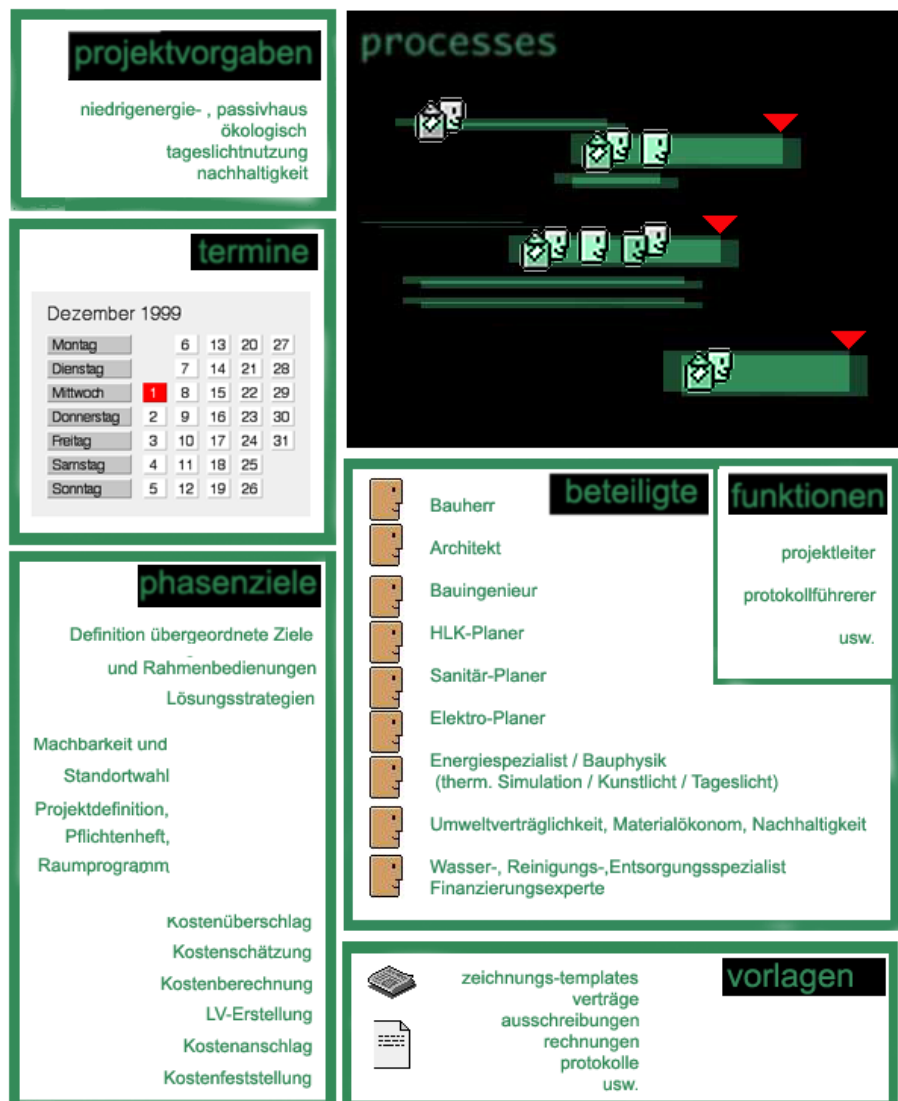 projektvorgaben
niedrigenergie- , passivhaus
ökologisch
tageslichtnutzung
nachhaltigkeit
processes
termine
Dezember 1999
Montag 6 13 20 27
Dienstag 7 14 21 28
Mittwoch 1 8 15 22 29
Donnerstag 2 9 16 23 30
Freitag 3 10 17 24 31
Samstag 4 11 18 25
Sonntag 5 12 19 26
phasenziele
Definition übergeordnete Ziele
und Rahmenbedienungen
Lösungsstrategien
Machbarkeit und
Standortwahl
Projektdefinition,
Pflichtenheft,
Raumprogramm
Kostenüberschlag
Kostenschätzung
Kostenberechnung
LV-Erstellung
Kostenanschlag
Kostenfeststellung
beteiligte
Bauherr
Architekt
Bauingenieur
HLK-Planer
Sanitär-Planer
Elektro-Planer
Energiespezialist / Bauphysik
(therm. Simulation / Kunstlicht / Tageslicht)
Umweltverträglichkeit, Materialökonom, Nachhaltigkeit
Wasser-, Reinigungs-,Entsorgungsspezialist
Finanzierungsexperte
funktionen
projektleiter
protokollführerer
usw.
vorlagen
zeichnungs-templates
verträge
ausschreibungen
rechnungen
protokolle
usw.